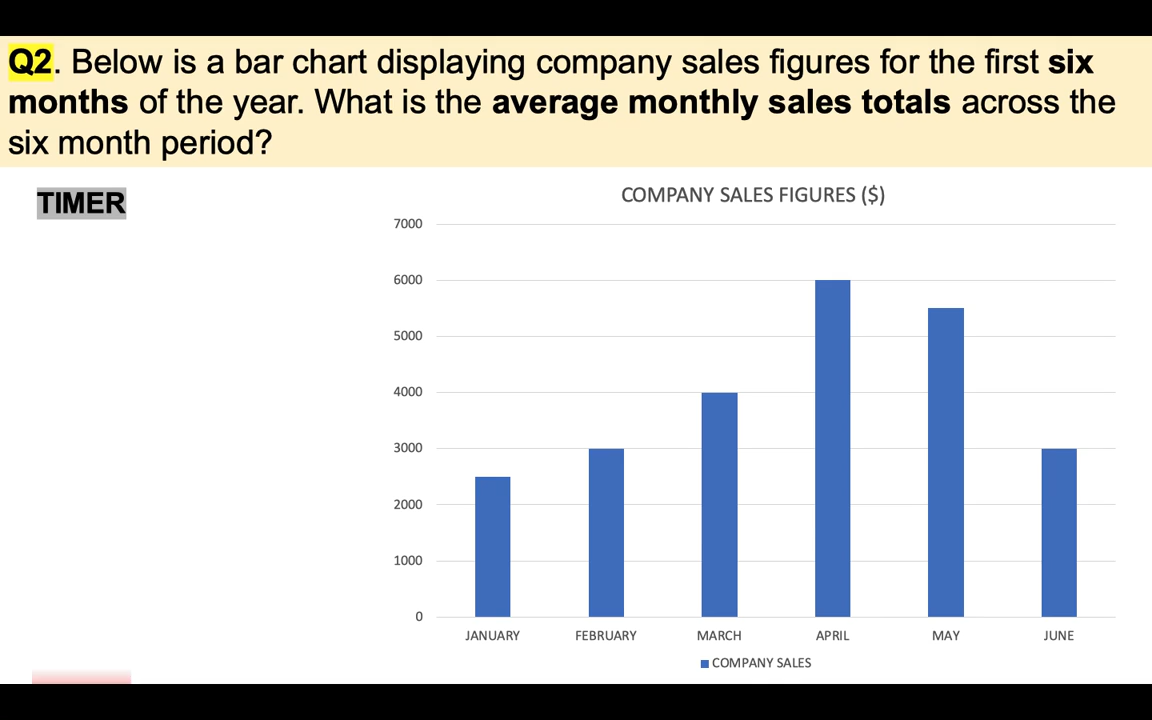 Q2. Below is a bar chart displaying company sales figures for the first six
months of the year. What is the average monthly sales totals across the
six month period?
TIMER
COMPANY SALES FIGURES ($)
7000
6000
5000
4000
3000
2000
1000
0
JANUARY FEBRUARY MARCH APRIL MAY JUNE
COMPANY SALES